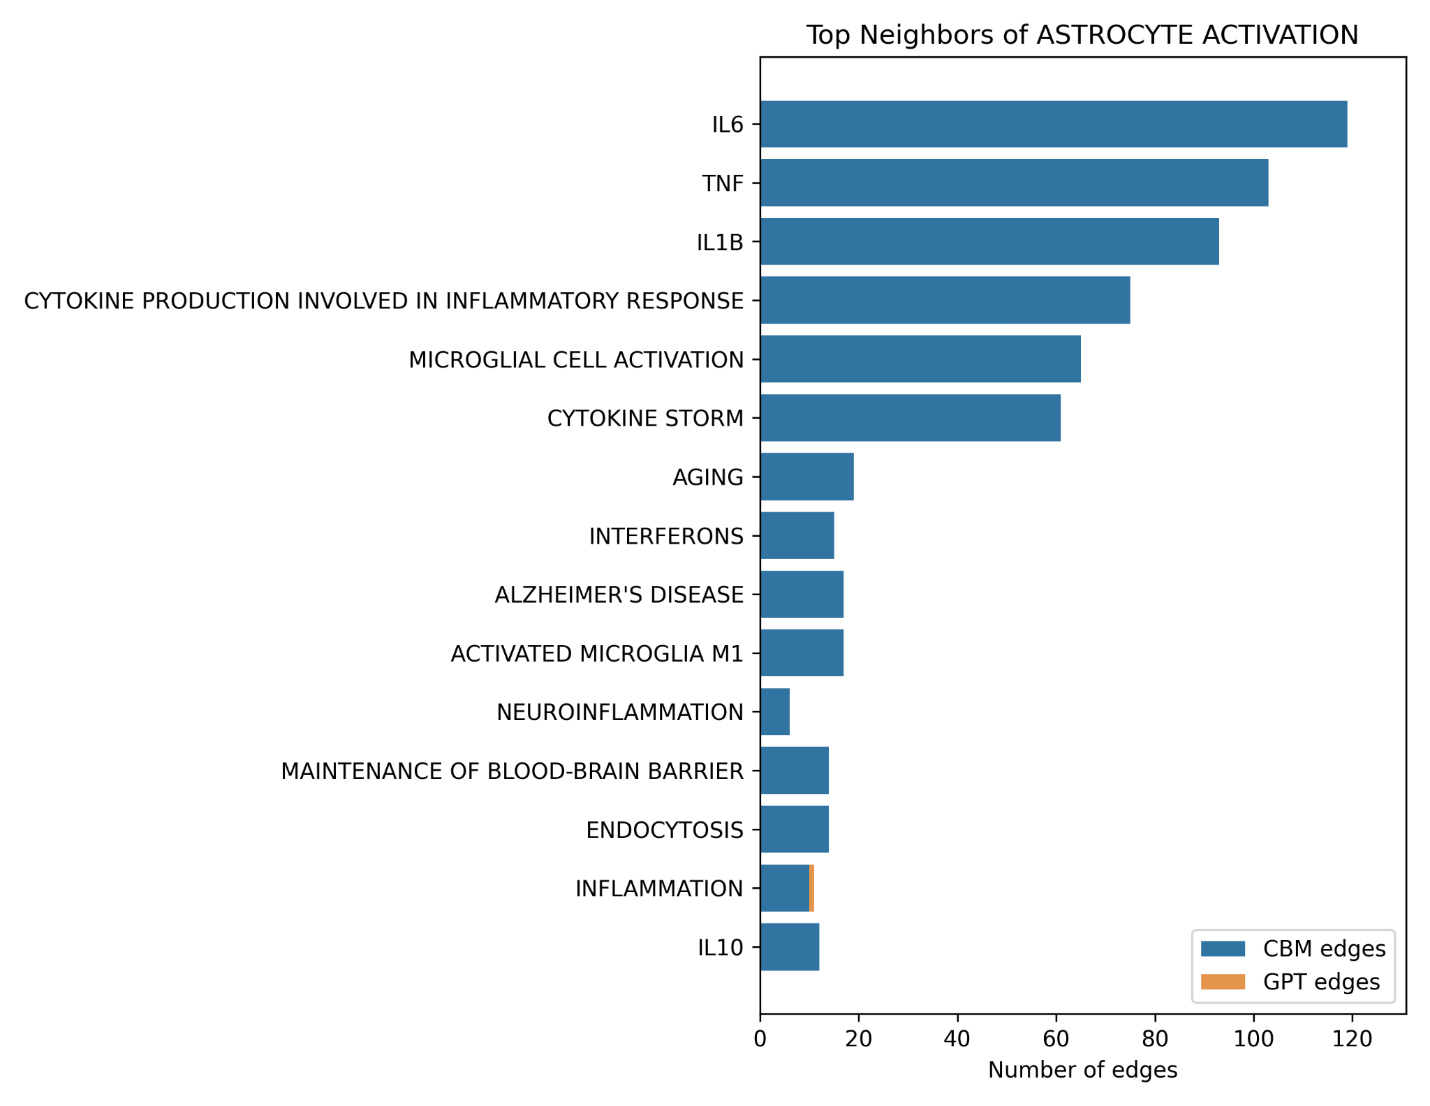 Top Neighbors of ASTROCYTE ACTIVATION
IL6
TNF
IL1B
CYTOKINE PRODUCTION INVOLVED IN INFLAMMATORY RESPONSE
MICROGLIAL CELL ACTIVATION
CYTOKINE STORM
AGING
INTERFERONS
ALZHEIMER'S DISEASE
ACTIVATED MICROGLIA M1
NEUROINFLAMMATION
MAINTENANCE OF BLOOD-BRAIN BARRIER
ENDOCYTOSIS
INFLAMMATION
IL10
CBM edges
GPT edges
0 20 40 60 80 100 120
Number of edges